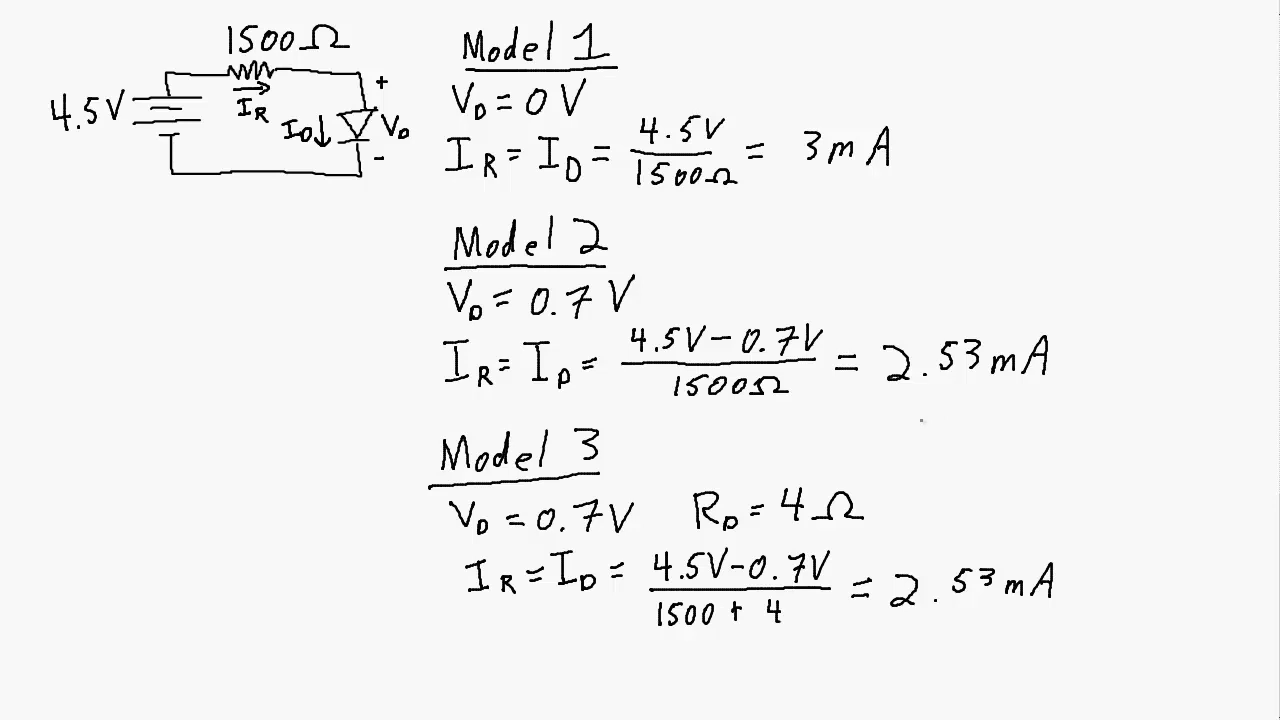 1500Ω
4.5V
I_R
I_D ↓
+
V_D
-
Model 1
V_D = 0 V
I_R = I_D = 4.5V / 1500Ω = 3mA
Model 2
V_D = 0.7 V
I_R = I_D = 4.5V - 0.7V / 1500Ω = 2.53mA
Model 3
V_D = 0.7V R_D = 4Ω
I_R = I_D = 4.5V - 0.7V / 1500 + 4 = 2.53mA